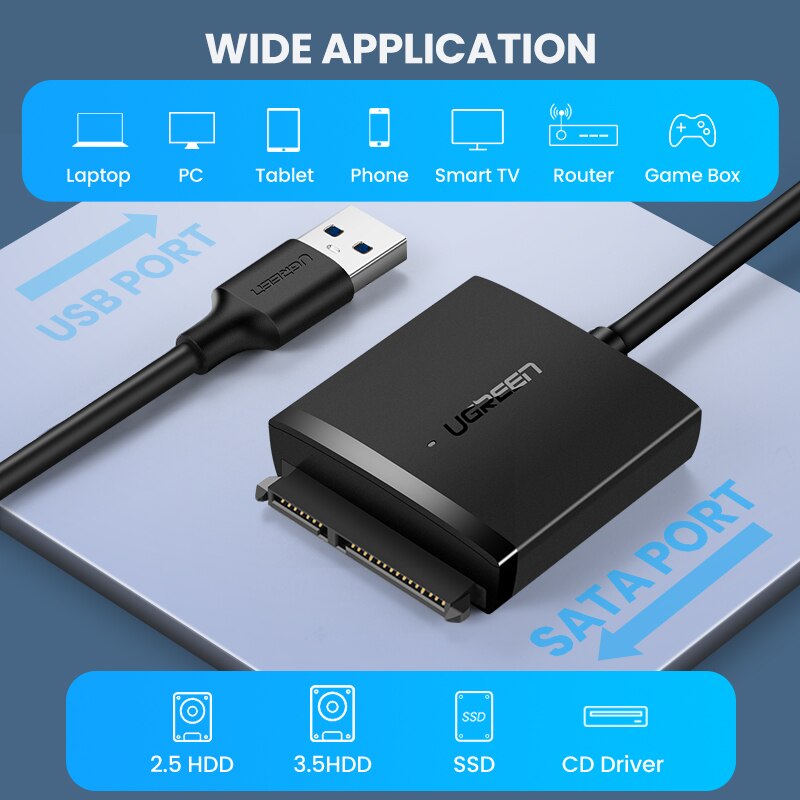 WIDE APPLICATION
Laptop PC Tablet Phone Smart TV Router Game Box
USB PORT
UGREEN
UGREEN
SATA PORT
SSD
2.5 HDD 3.5HDD SSD CD Driver